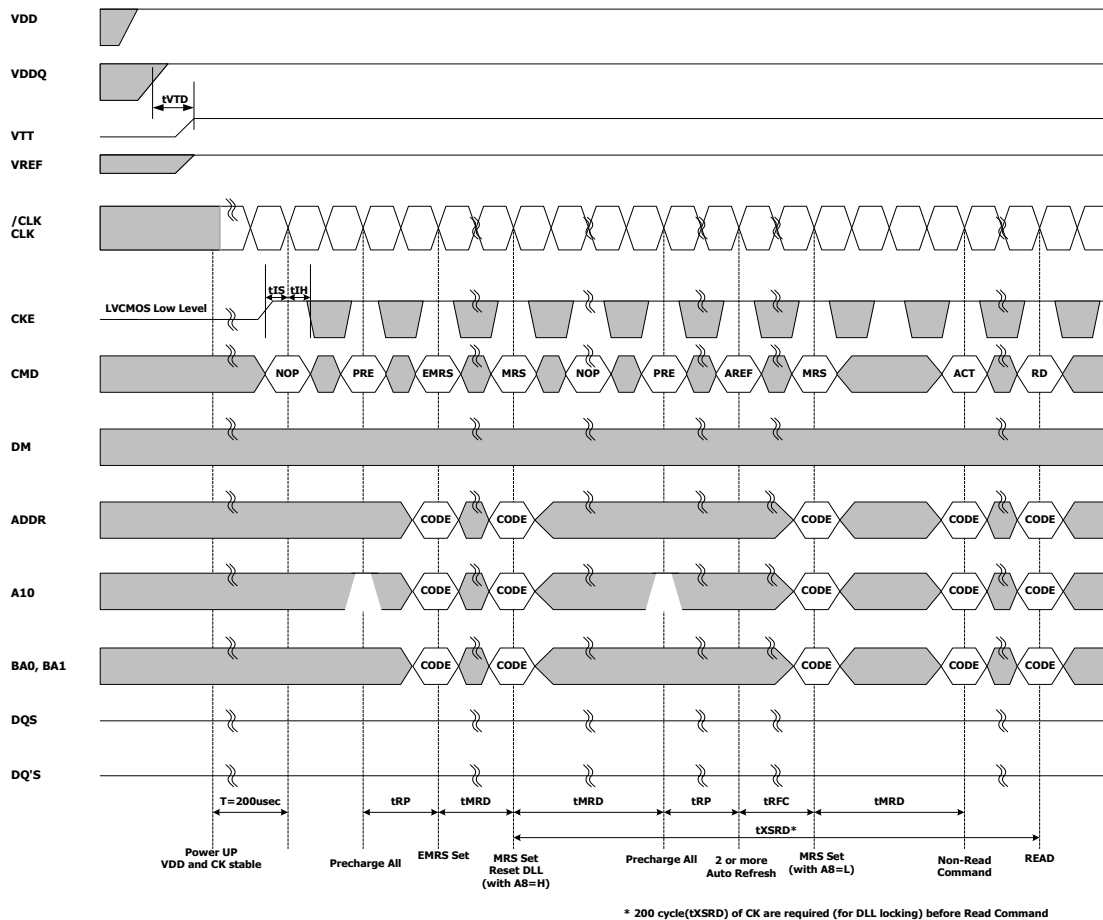 VDD
VDDQ
tVTD
VTT
VREF
/CLK
CLK
tIS tIH
LVCMOS Low Level
CKE
CMD NOP PRE EMRS MRS NOP PRE AREF MRS ACT RD
DM
ADDR CODE CODE CODE CODE CODE
A10 CODE CODE CODE CODE CODE
BA0, BA1 CODE CODE CODE CODE CODE
DQS
DQ'S
T=200usec tRP tMRD tMRD tRP tRFC tMRD
tXSRD*
Power UP
VDD and CK stable
Precharge All
EMRS Set
MRS Set
Reset DLL
(with A8=H)
Precharge All
2 or more
Auto Refresh
MRS Set
(with A8=L)
Non-Read
Command
READ
* 200 cycle(tXSRD) of CK are required (for DLL locking) before Read Command